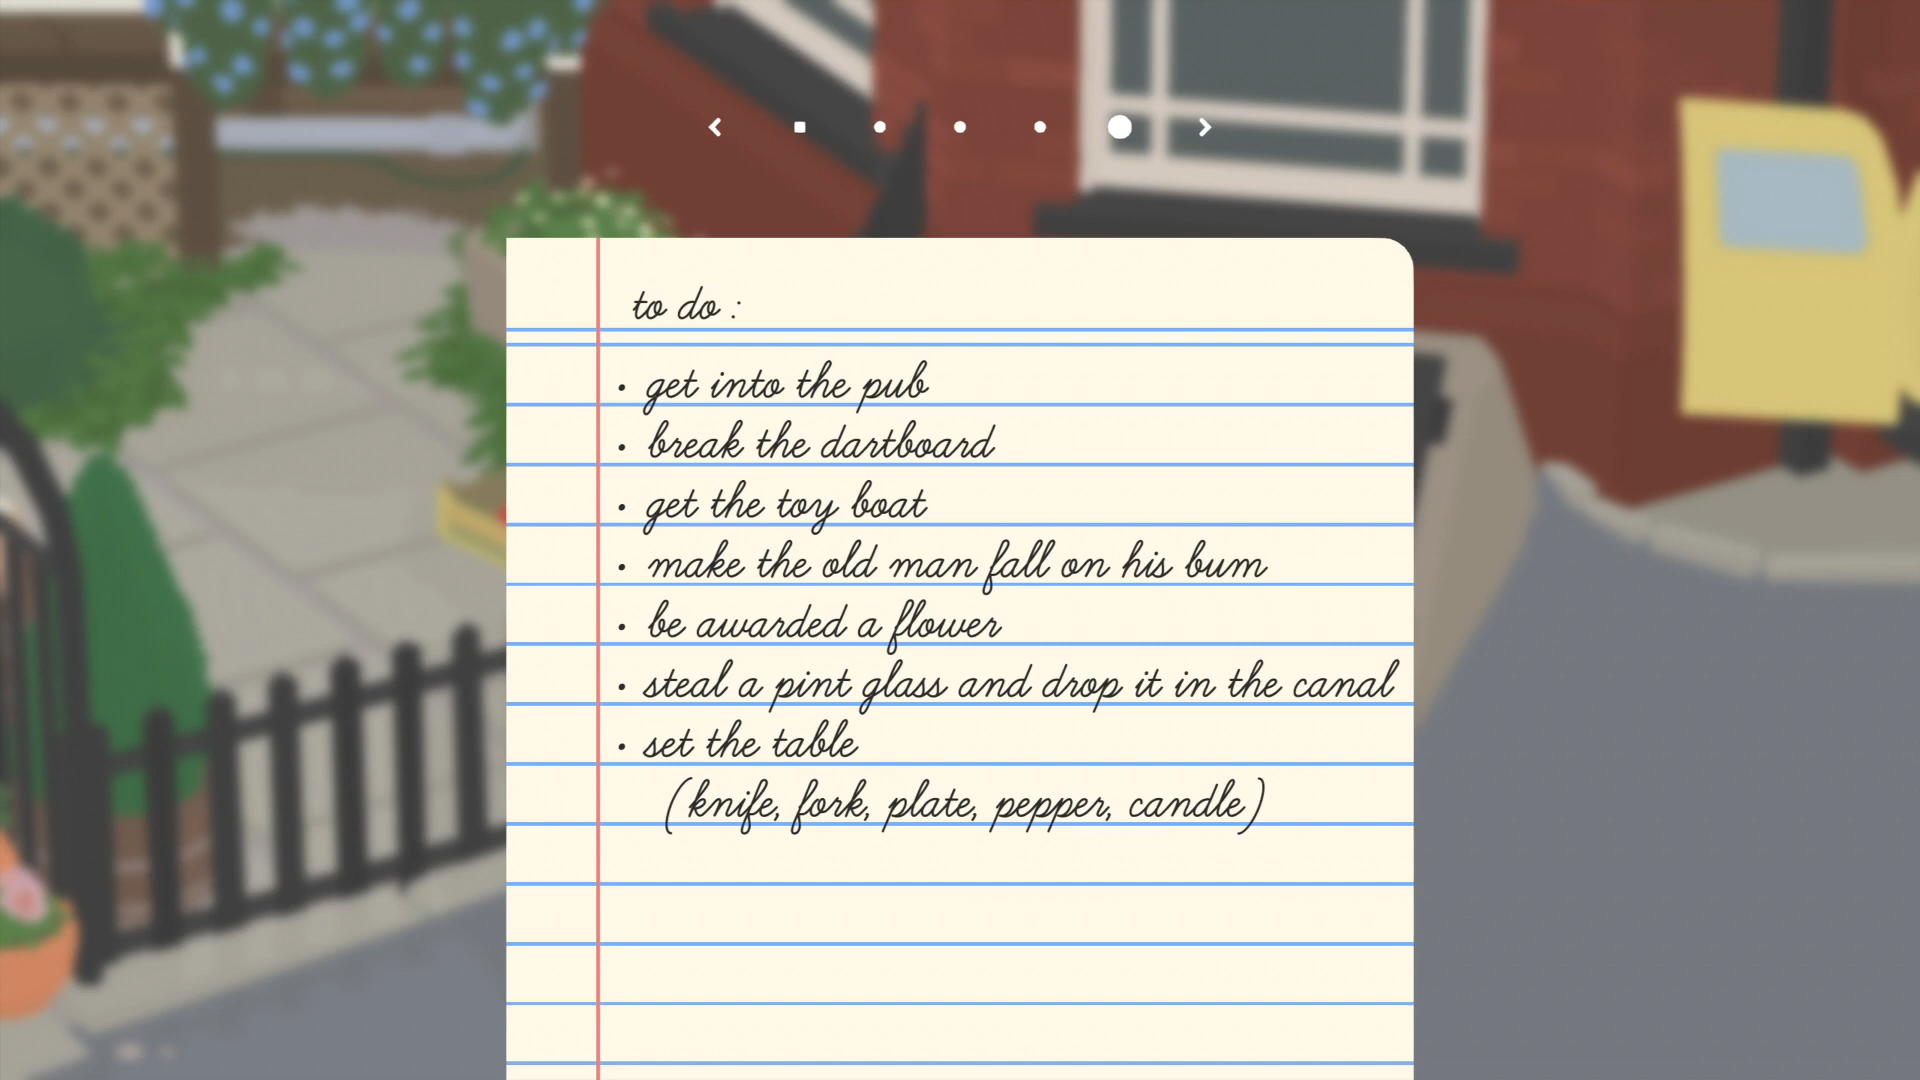 to do :
• get into the pub
• break the dartboard
• get the toy boat
• make the old man fall on his bum
• be awarded a flower
• steal a pint glass and drop it in the canal
• set the table
(knife, fork, plate, pepper, candle)